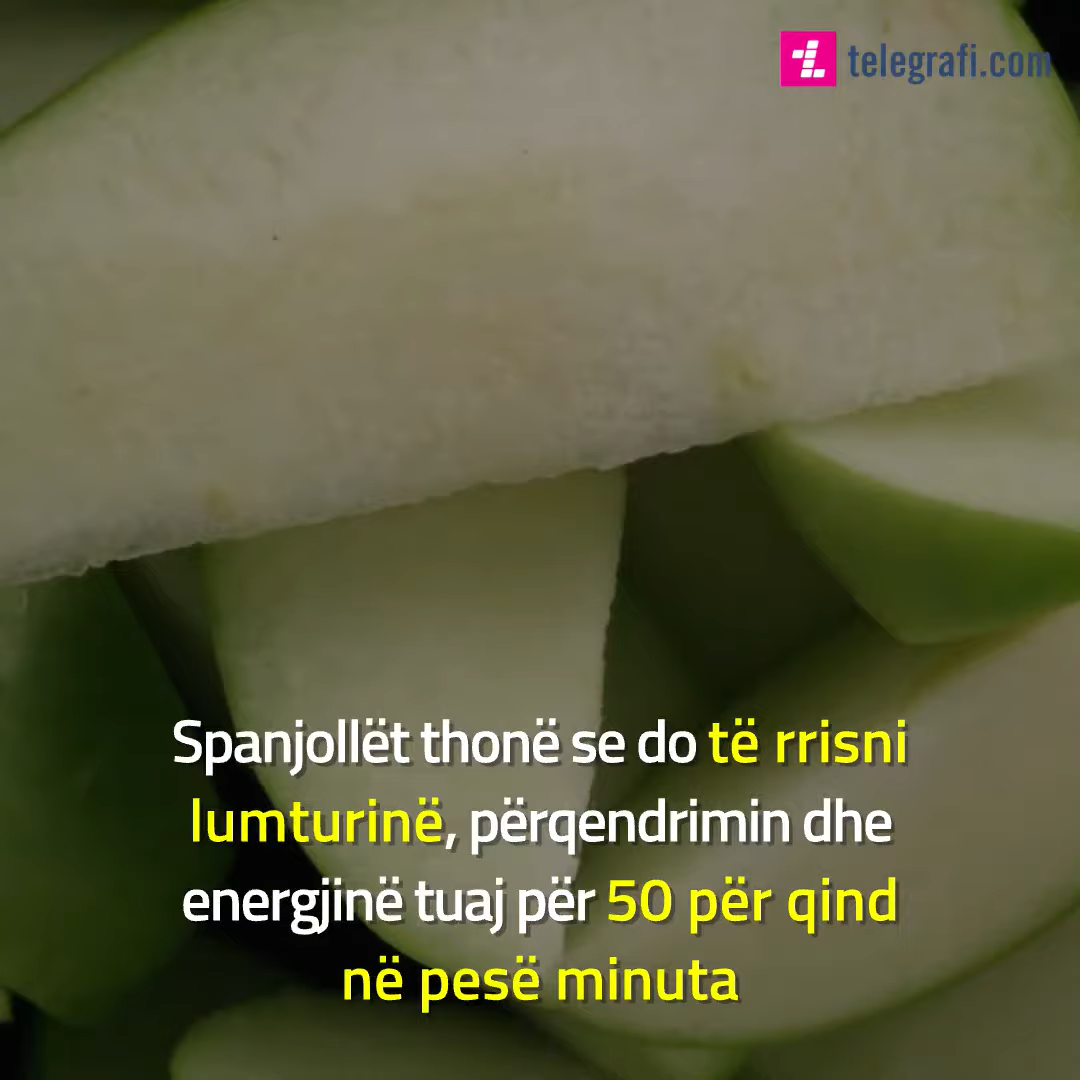 telegrafi.com
Spanjollët thonë se do të rrisni
lumturinë, përqendrimin dhe
energjinë tuaj për 50 për qind
në pesë minuta